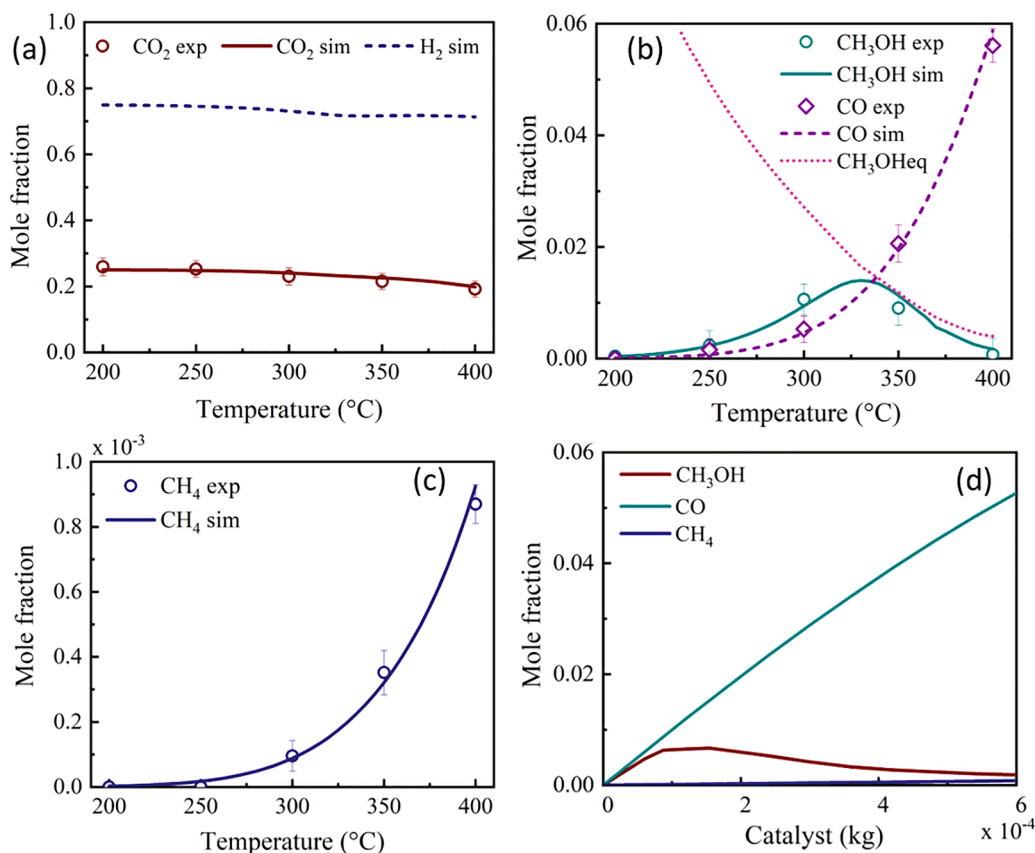 (a)
CO₂ exp CO₂ sim H₂ sim
1.0
0.8
0.6
0.4
0.2
0.0
Mole fraction
200 250 300 350 400
Temperature (°C)
(b)
CH₃OH exp
CH₃OH sim
CO exp
CO sim
CH₃OHeq
0.06
0.04
0.02
0.00
Mole fraction
200 250 300 350 400
Temperature (°C)
x 10⁻³
(c)
CH₄ exp
CH₄ sim
1.0
0.8
0.6
0.4
0.2
0.0
Mole fraction
200 250 300 350 400
Temperature (°C)
(d)
CH₃OH
CO
CH₄
0.06
0.04
0.02
0.00
Mole fraction
0 2 4 6
Catalyst (kg)
x 10⁻⁴